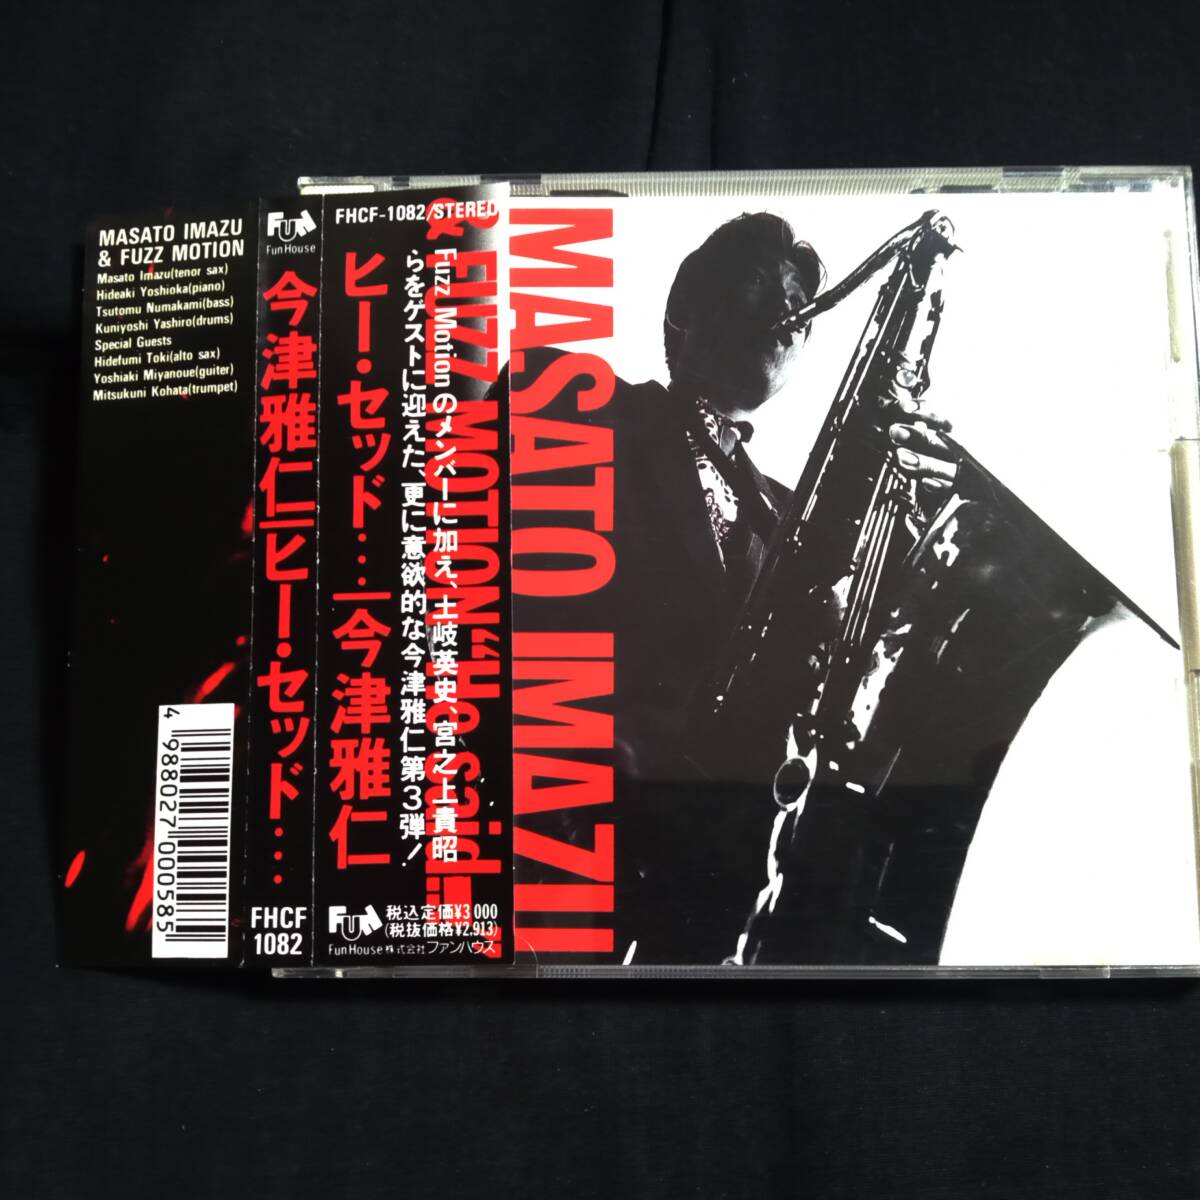 MASATO IMAZU
& FUZZ MOTION
Masato Imazu(tenor sax)
Hideaki Yoshioka(piano)
Tsutomu Numakami(bass)
Kuniyoshi Yashiro(drums)
Special Guests
Hidefumi Toki(alto sax)
Yoshiaki Miyanoue(guiter)
Mitsukuni Kohata(trumpet)
4 988027 000585
Fun
Fun House
今津雅仁|ヒー・セッド…
FHCF
1082
FHCF-1082/STEREO
Fuzz Motionのメンバーに加え、土岐英史、宮之上貴昭
らをゲストに迎えた、更に意欲的な今津雅仁第3弾!
ヒー・セッド…|今津雅仁
Fun
Fun House 株式会社 ファンハウス
税込定価¥3,000
(税抜価格¥2,913)
MASATO IMAZU
& FUZZ MOTION "He said…"